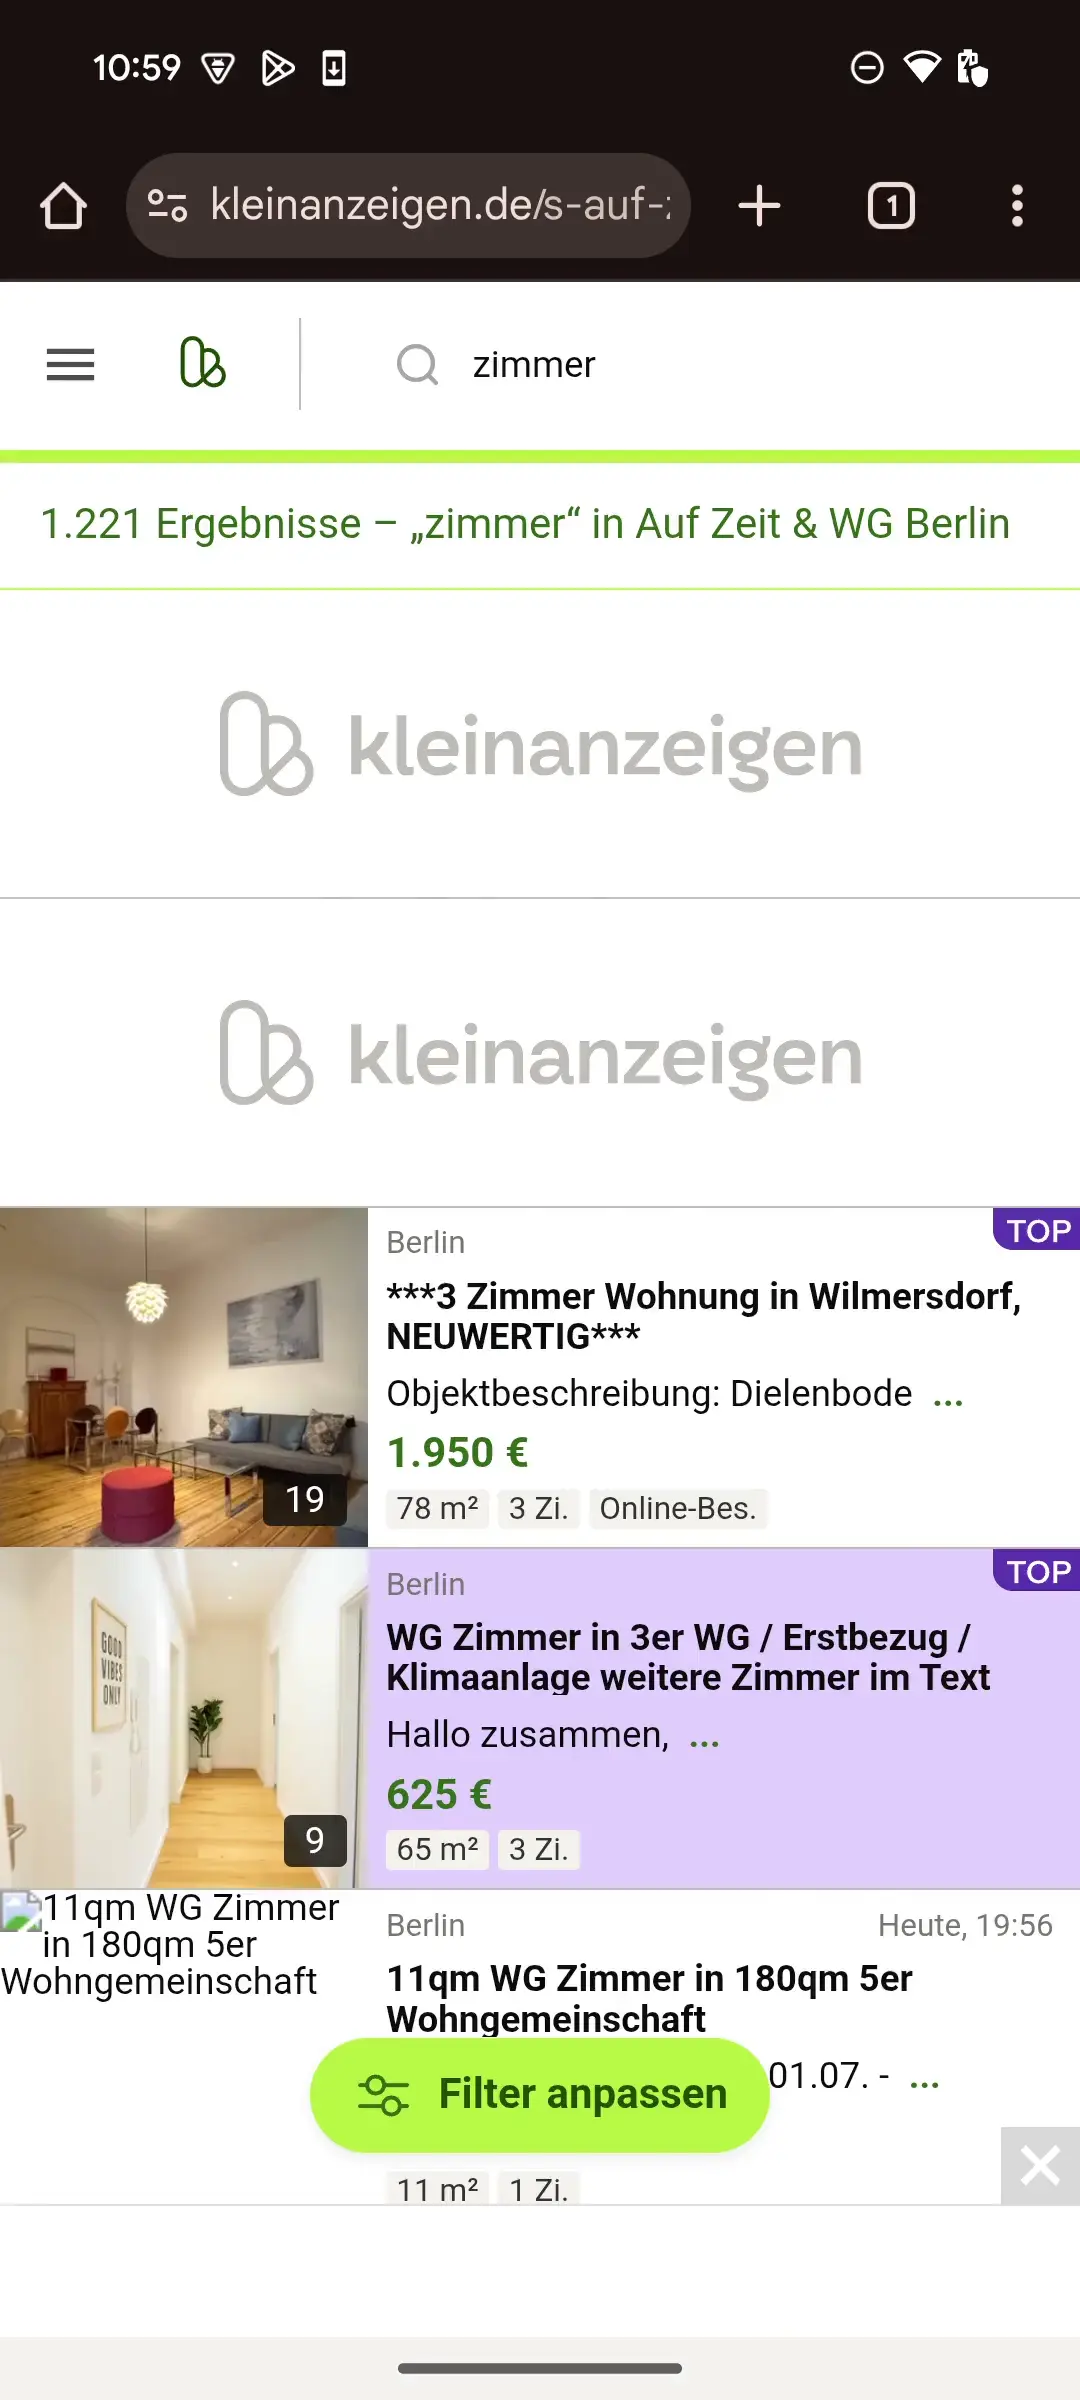 10:59
kleinanzeigen.de/s-auf-
1
zimmer
1.221 Ergebnisse – „zimmer“ in Auf Zeit & WG Berlin
kleinanzeigen
kleinanzeigen
Berlin
TOP
***3 Zimmer Wohnung in Wilmersdorf,
NEUWERTIG***
Objektbeschreibung: Dielenbode ...
1.950 €
19
78 m² 3 Zi. Online-Bes.
Berlin
TOP
WG Zimmer in 3er WG / Erstbezug /
Klimaanlage weitere Zimmer im Text
GOOD
VIBES
ONLY
Hallo zusammen, ...
625 €
9
65 m² 3 Zi.
11qm WG Zimmer
in 180qm 5er
Wohngemeinschaft
Berlin
Heute, 19:56
11qm WG Zimmer in 180qm 5er
Wohngemeinschaft
01.07. - ...
Filter anpassen
11 m² 1 Zi.